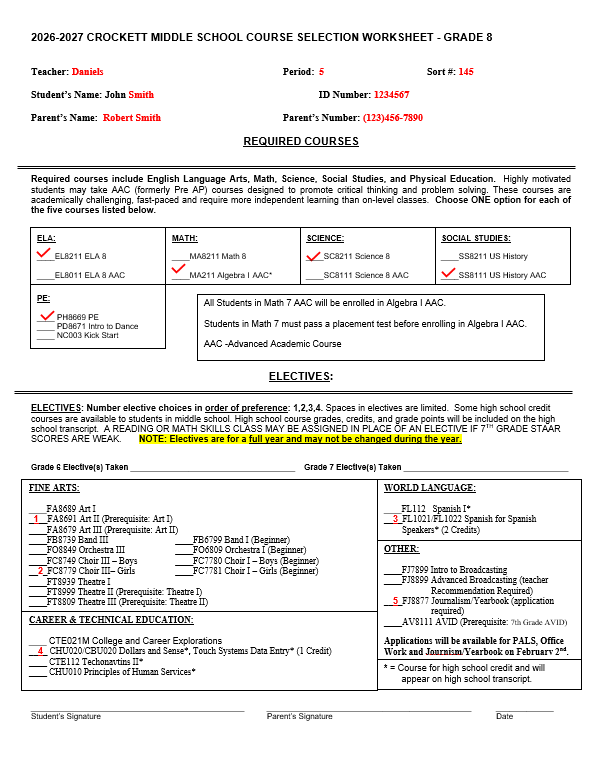 2026-2027 CROCKETT MIDDLE SCHOOL COURSE SELECTION WORKSHEET - GRADE 8
Teacher: Daniels Period: 5 Sort #: 145
Student's Name: John Smith ID Number: 1234567
Parent's Name: Robert Smith Parent's Number: (123)456-7890
REQUIRED COURSES
Required courses include English Language Arts, Math, Science, Social Studies, and Physical Education. Highly motivated
students may take AAC (formerly Pre AP) courses designed to promote critical thinking and problem solving. These courses are
academically challenging, fast-paced and require more independent learning than on-level classes. Choose ONE option for each of
the five courses listed below.
ELA:
____EL8211 ELA 8
____EL8011 ELA 8 AAC
MATH:
____MA8211 Math 8
____MA211 Algebra I AAC*
SCIENCE:
____SC8211 Science 8
____SC8111 Science 8 AAC
SOCIAL STUDIES:
____SS8211 US History
____SS8111 US History AAC
PE:
____ PH8669 PE
____ PD8671 Intro to Dance
____ NC003 Kick Start
All Students in Math 7 AAC will be enrolled in Algebra I AAC.
Students in Math 7 must pass a placement test before enrolling in Algebra I AAC.
AAC -Advanced Academic Course
ELECTIVES:
ELECTIVES: Number elective choices in order of preference: 1,2,3,4. Spaces in electives are limited. Some high school credit
courses are available to students in middle school. High school course grades, credits, and grade points will be included on the high
school transcript. A READING OR MATH SKILLS CLASS MAY BE ASSIGNED IN PLACE OF AN ELECTIVE IF 7TH GRADE STAAR
SCORES ARE WEAK. NOTE: Electives are for a full year and may not be changed during the year.
Grade 6 Elective(s) Taken ____ Grade 7 Elective(s) Taken ____
FINE ARTS:
____FA8689 Art I
1 FA8691 Art II (Prerequisite: Art I)
____FA8679 Art III (Prerequisite: Art II)
____FB8739 Band III ____FB6799 Band I (Beginner)
____FO8849 Orchestra III ____FO6809 Orchestra I (Beginner)
____FC8749 Choir III – Boys ____FC7781 Choir I – Boys (Beginner)
2 FC8779 Choir III– Girls ____FC7780 Choir I – Girls (Beginner)
____FT8939 Theatre I
____FT8999 Theatre II (Prerequisite: Theatre I)
____FT8809 Theatre III (Prerequisite: Theatre II)
CAREER & TECHNICAL EDUCATION:
____ CTE021M College and Career Explorations
4 CHU020/CBU020 Dollars and Sense*, Touch Systems Data Entry* (1 Credit)
____ CTE112 Techonavtins II*
____ CHU010 Principles of Human Services*
WORLD LANGUAGE:
____FL112 Spanish I*
3 FL1021/FL1022 Spanish for Spanish
Speakers* (2 Credits)
OTHER:
____FJ7899 Intro to Broadcasting
____FJ8899 Advanced Broadcasting (teacher
Recommendation Required)
5 FJ8877 Journalism/Yearbook (application
required)
____AV8111 AVID (Prerequisite: 7th Grade AVID)
Applications will be available for PALS, Office
Work and Journism/Yearbook on February 2nd.
* = Course for high school credit and will
appear on high school transcript.
Student's Signature Parent's Signature Date